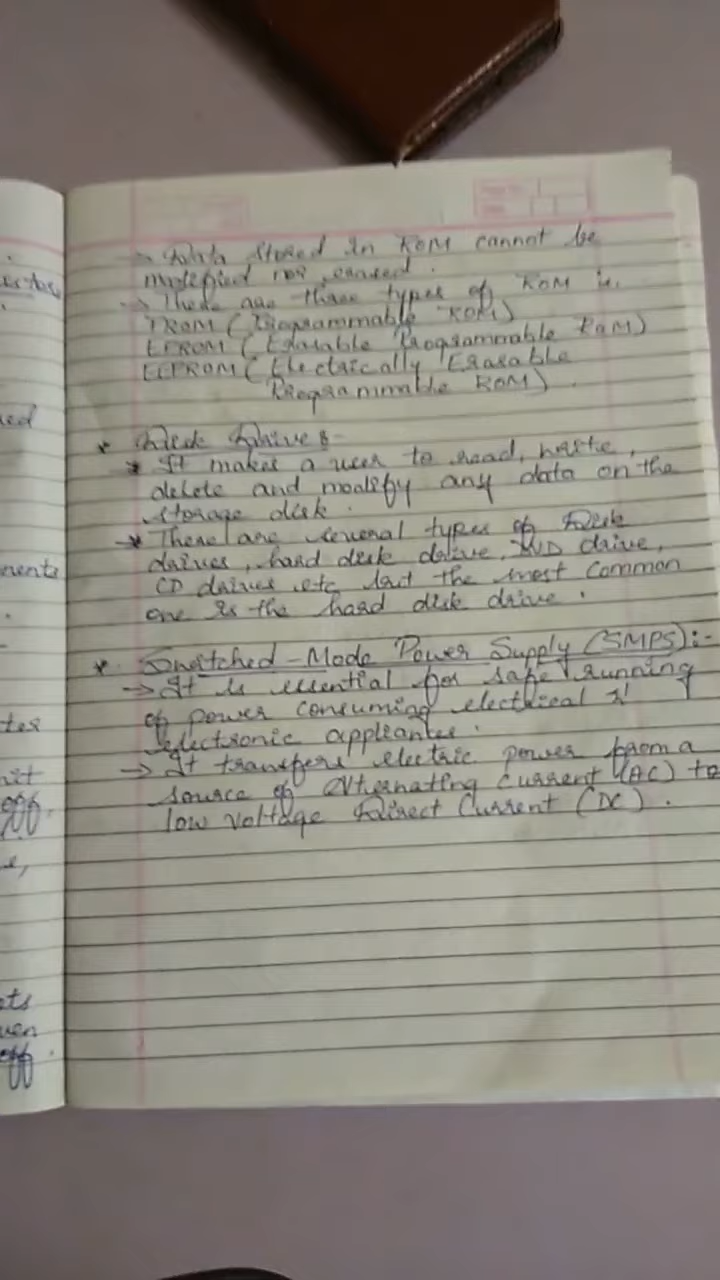 → Data stored in ROM cannot be
modified nor erased.
→ There are three types of ROM i.
PROM (Programmable ROM)
EPROM (Erasable Programmable RoM)
EEPROM (Electrically Erasable
Programmable ROM).
* Disk Drive :-
* It makes a user to read, write,
delete and modify any data on the
storage disk.
→ There are several types of Disk
drives, hard disk drive, DVD drive,
CD drives etc but the most common
one is the hard disk drive.
* Switched-Mode Power Supply (SMPS):-
→ It is essential for safe running
of power consuming electrical
electronic appliances.
→ It transfers electric power from a
source of Alternating Current (AC) to
low voltage Direct Current (DC).